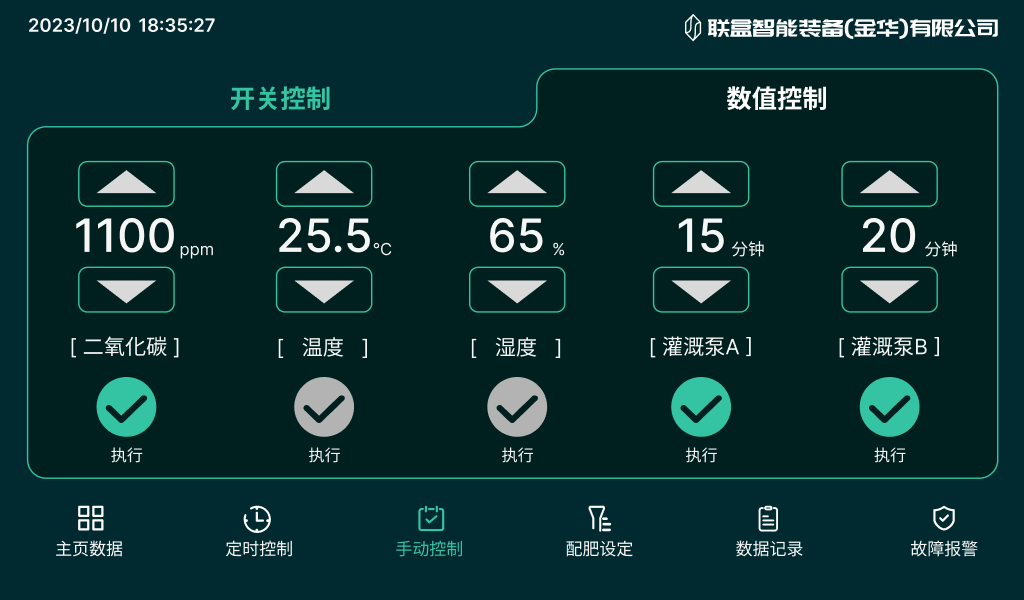 2023/10/10 18:35:27
联盒智能装备(金华)有限公司
开关控制
数值控制
1100 ppm
25.5 °C
65 %
15 分钟
20 分钟
[ 二氧化碳 ]
[ 温度 ]
[ 湿度 ]
[ 灌溉泵A ]
[ 灌溉泵B ]
执行
执行
执行
执行
执行
主页数据
定时控制
手动控制
配肥设定
数据记录
故障报警